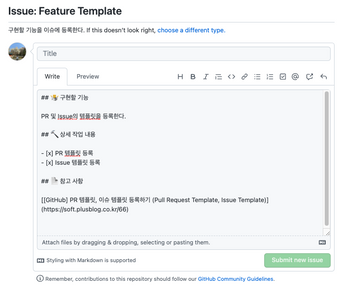 Issue: Feature Template
구현할 기능을 이슈에 등록한다. If this doesn't look right, choose a different type.
Title
Write Preview
## 구현할 기능
PR 및 Issue의 템플릿을 등록한다.
## 상세 작업 내용
- [x] PR 템플릿 등록
- [x] Issue 템플릿 등록
## 참고 사항
[[GitHub] PR 템플릿, 이슈 템플릿 등록하기 (Pull Request Template, Issue Template)]
(https://soft.plusblog.co.kr/66)
Attach files by dragging & dropping, selecting or pasting them.
Styling with Markdown is supported
Submit new issue
Remember, contributions to this repository should follow our GitHub Community Guidelines.